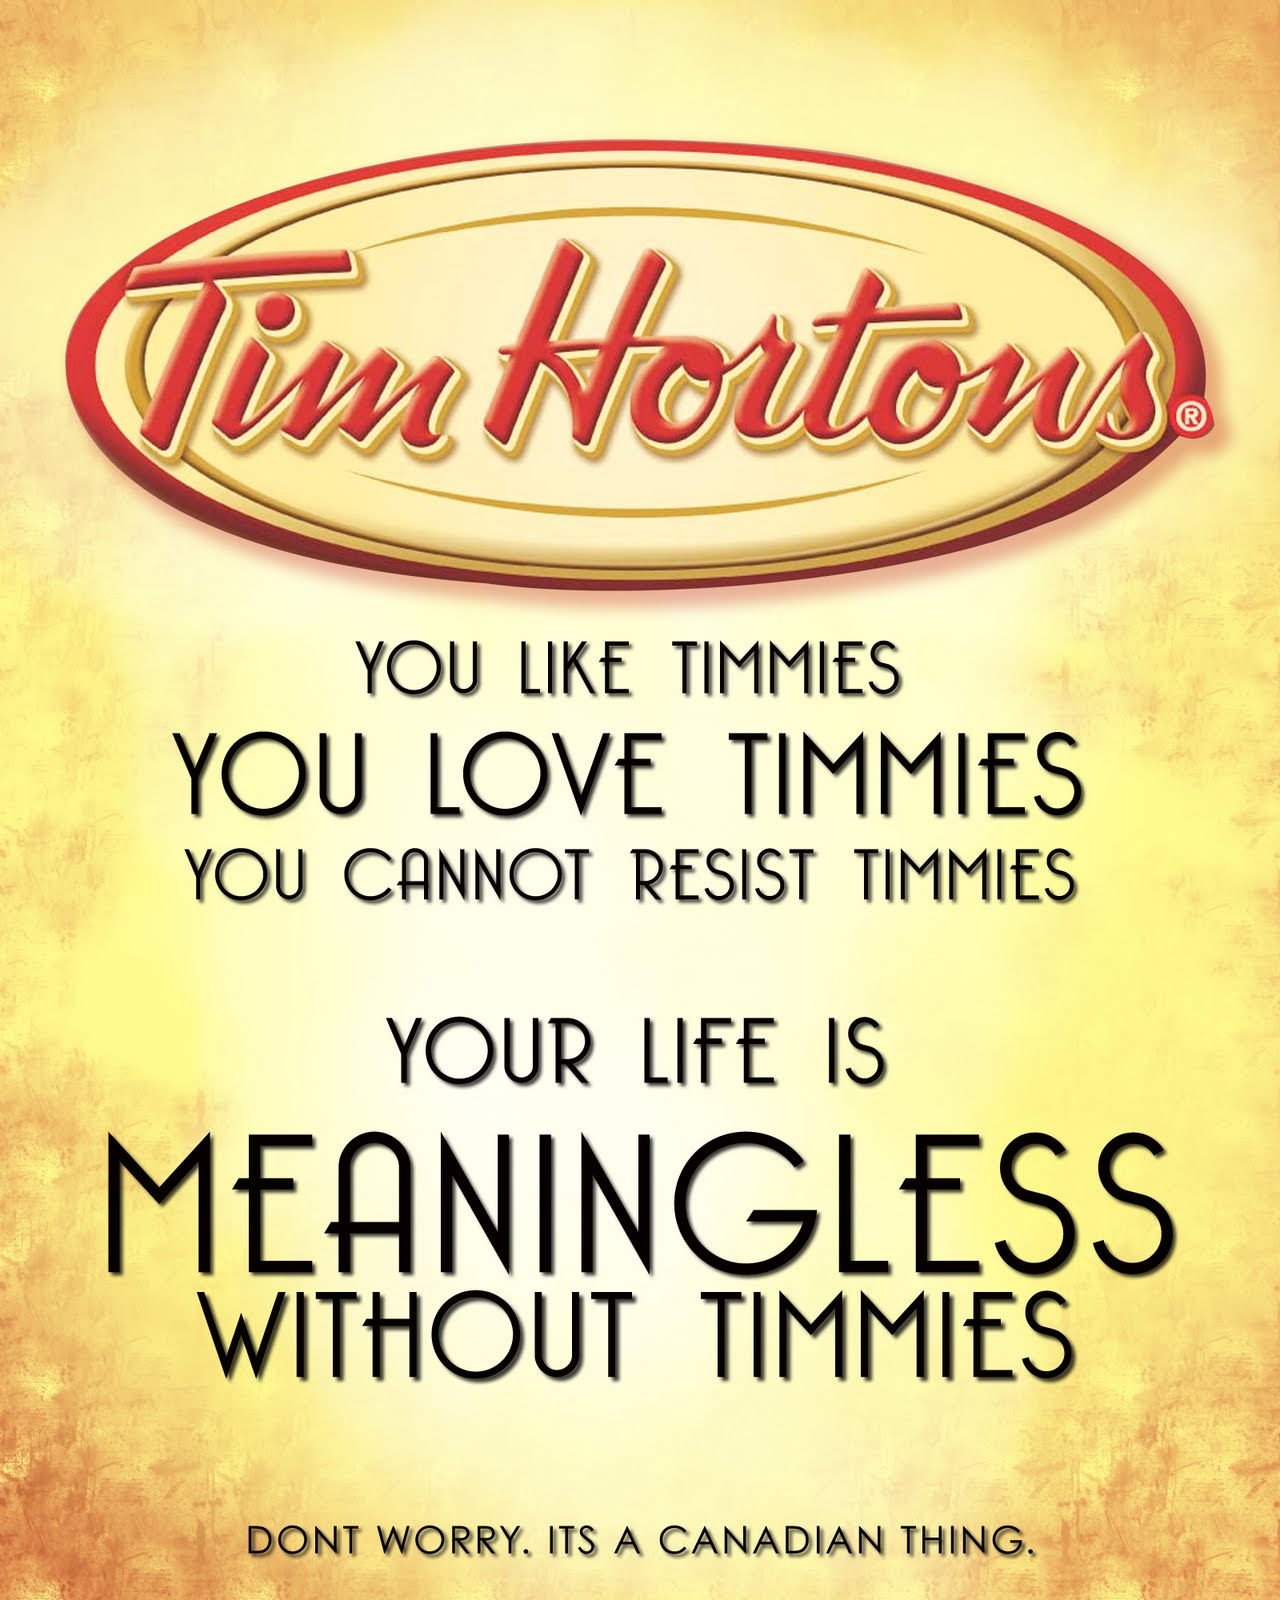 Tim Hortons®
YOU LIKE TIMMIES
YOU LOVE TIMMIES
YOU CANNOT RESIST TIMMIES
YOUR LIFE IS
MEANINGLESS
WITHOUT TIMMIES
DONT WORRY. ITS A CANADIAN THING.